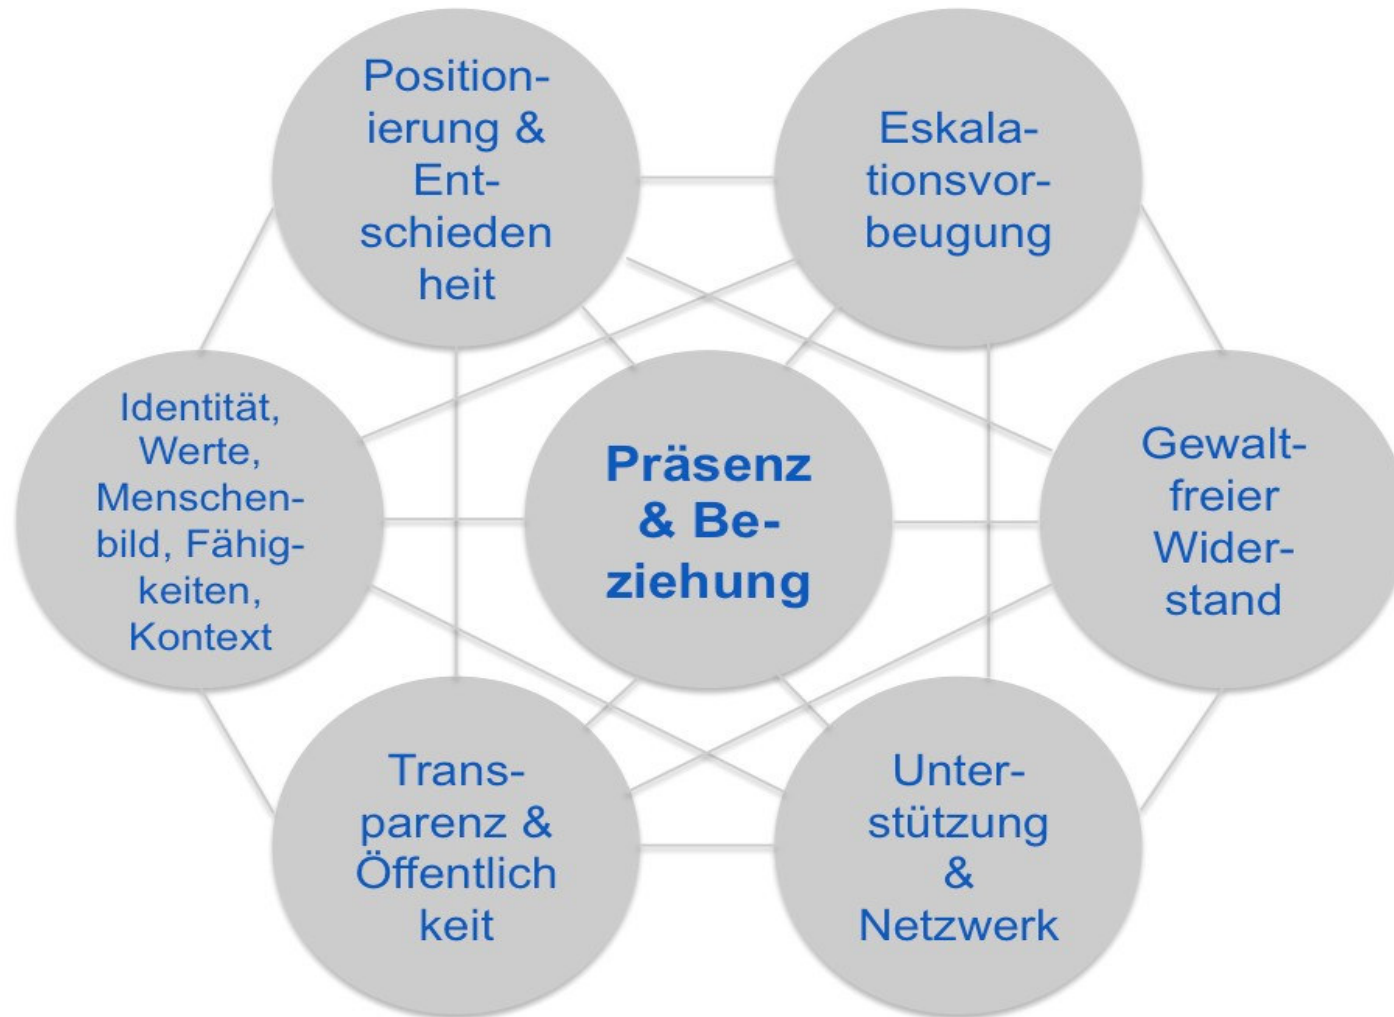 Position-
ierung &
Ent-
schieden
heit
Eskala-
tionsvor-
beugung
Identität,
Werte,
Menschen-
bild, Fähig-
keiten,
Kontext
Präsenz
& Be-
ziehung
Gewalt-
freier
Wider-
stand
Trans-
parenz &
Öffentlich
keit
Unter-
stützung
&
Netzwerk